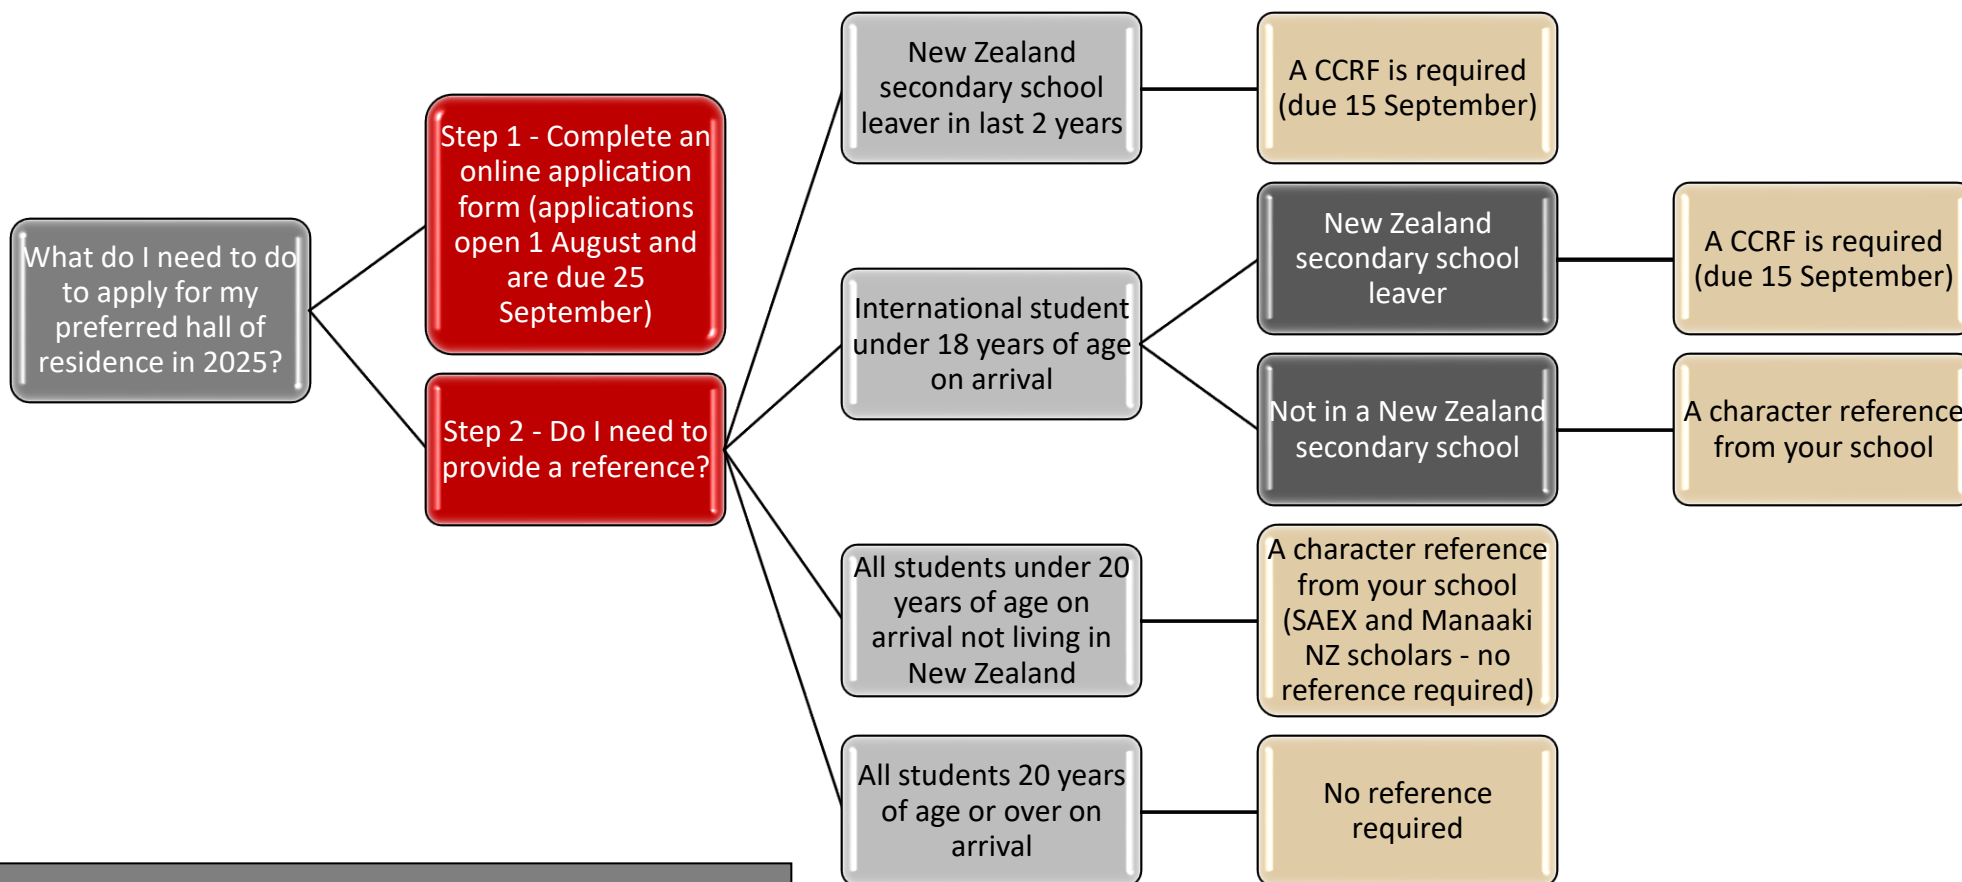 What do I need to do
to apply for my
preferred hall of
residence in 2025?
Step 1 - Complete an
online application
form (applications
open 1 August and
are due 25
September)
Step 2 - Do I need to
provide a reference?
New Zealand
secondary school
leaver in last 2 years
A CCRF is required
(due 15 September)
International student
under 18 years of age
on arrival
New Zealand
secondary school
leaver
A CCRF is required
(due 15 September)
Not in a New Zealand
secondary school
A character reference
from your school
All students under 20
years of age on
arrival not living in
New Zealand
A character reference
from your school
(SAEX and Manaaki
NZ scholars - no
reference required)
All students 20 years
of age or over on
arrival
No reference
required